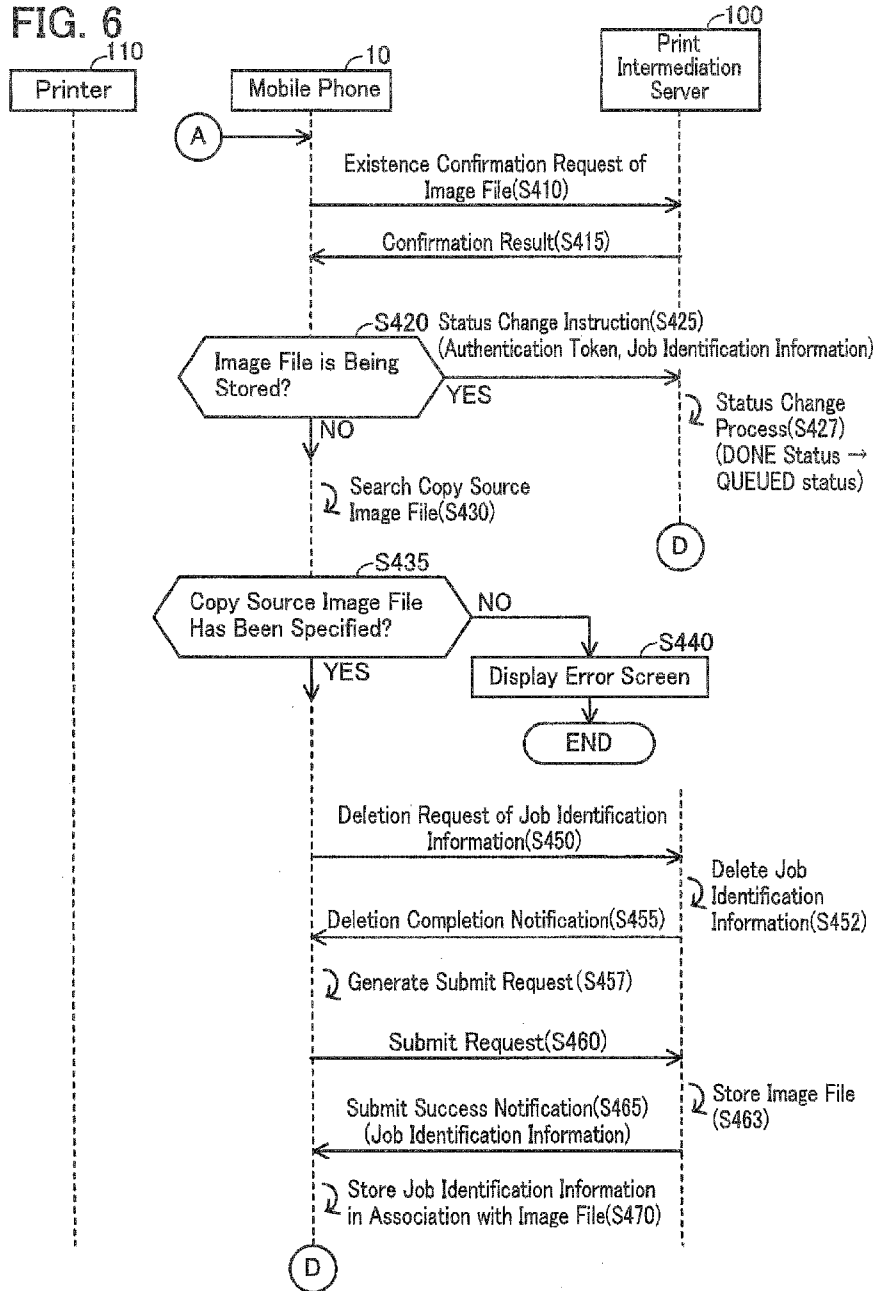 FIG. 6
110
10
100
Printer
Mobile Phone
Print
Intermediation
Server
A
Existence Confirmation Request of
Image File(S410)
Confirmation Result(S415)
S420
Status Change Instruction(S425)
(Authentication Token, Job Identification Information)
Image File is Being
Stored?
YES
NO
Status Change
Process(S427)
(DONE Status →
QUEUED status)
Search Copy Source
Image File(S430)
D
S435
Copy Source Image File
Has Been Specified?
NO
YES
S440
Display Error Screen
END
Deletion Request of Job Identification
Information(S450)
Delete Job
Identification
Information(S452)
Deletion Completion Notification(S455)
Generate Submit Request(S457)
Submit Request(S460)
Store Image File
(S463)
Submit Success Notification(S465)
(Job Identification Information)
Store Job Identification Information
in Association with Image File(S470)
D